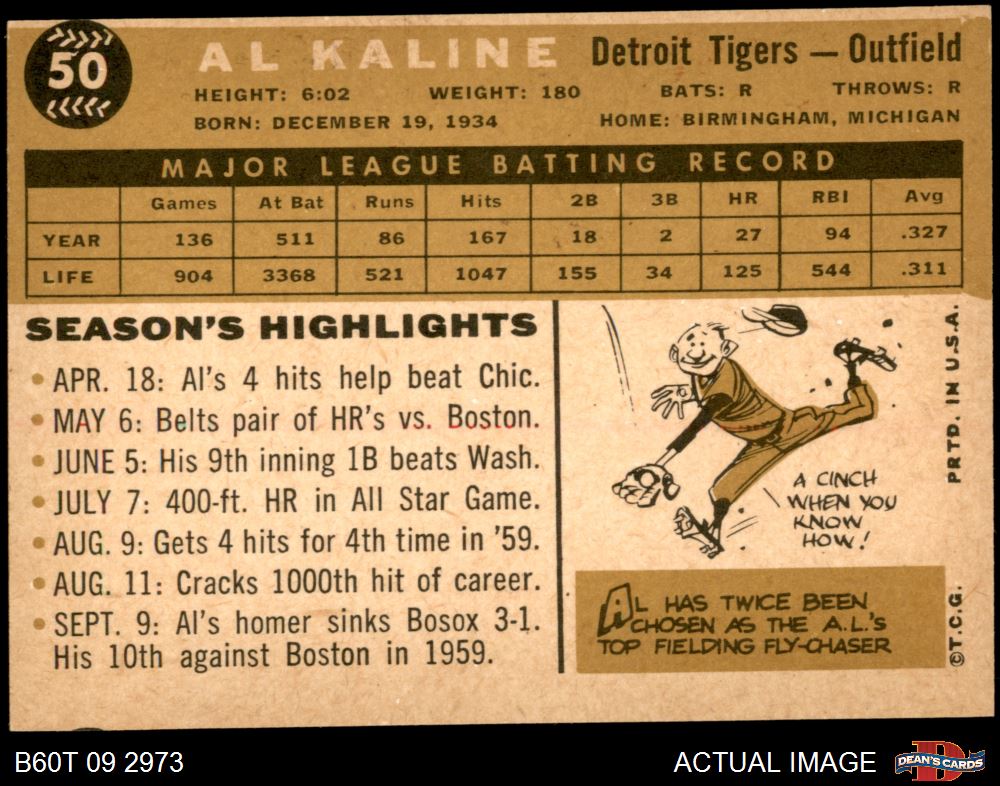 50
AL KALINE Detroit Tigers — Outfield
HEIGHT: 6:02 WEIGHT: 180 BATS: R THROWS: R
BORN: DECEMBER 19, 1934 HOME: BIRMINGHAM, MICHIGAN
MAJOR LEAGUE BATTING RECORD
Games At Bat Runs Hits 2B 3B HR RBI Avg
YEAR 136 511 86 167 18 2 27 94 .327
LIFE 904 3368 521 1047 155 34 125 544 .311
SEASON'S HIGHLIGHTS
• APR. 18: Al's 4 hits help beat Chic.
• MAY 6: Belts pair of HR's vs. Boston.
• JUNE 5: His 9th inning 1B beats Wash.
• JULY 7: 400-ft. HR in All Star Game.
• AUG. 9: Gets 4 hits for 4th time in '59.
• AUG. 11: Cracks 1000th hit of career.
• SEPT. 9: Al's homer sinks Bosox 3-1.
His 10th against Boston in 1959.
A CINCH
WHEN YOU
KNOW
HOW!
AL HAS TWICE BEEN
CHOSEN AS THE A.L.'S
TOP FIELDING FLY-CHASER
©T.C.G. PRTD. IN U.S.A.
B60T 09 2973 ACTUAL IMAGE DEAN'S CARDS